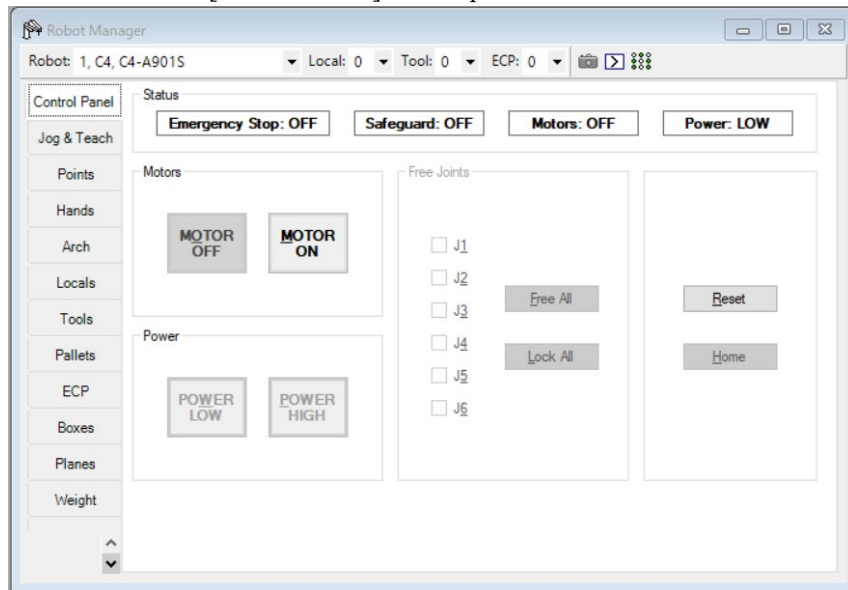 Robot Manager
Robot: 1, C4, C4-A901S Local: 0 Tool: 0 ECP: 0
Control Panel
Jog & Teach
Points
Hands
Arch
Locals
Tools
Pallets
ECP
Boxes
Planes
Weight
Status
Emergency Stop: OFF Safeguard: OFF Motors: OFF Power: LOW
Motors
MOTOR OFF
MOTOR ON
Power
POWER LOW
POWER HIGH
Free Joints
J1
J2
J3
J4
J5
J6
Free All
Lock All
Reset
Home